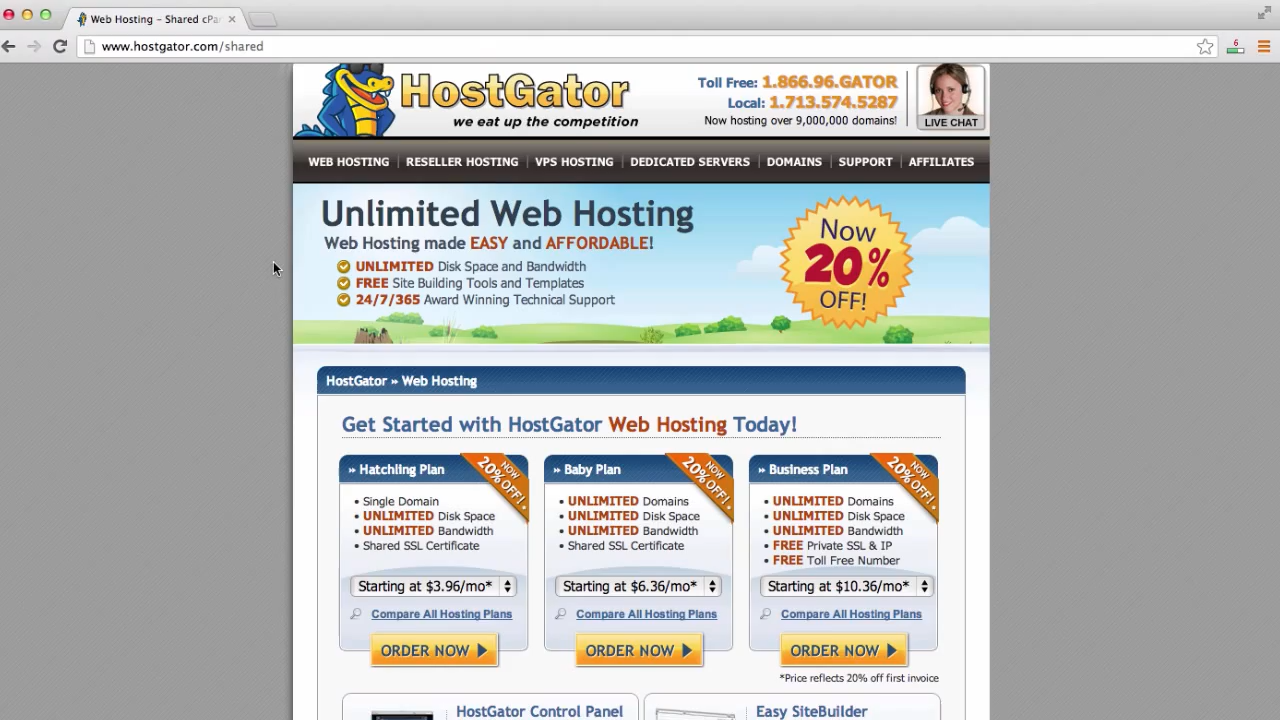 Web Hosting – Shared cPa
www.hostgator.com/shared
6
HostGator
we eat up the competition
Toll Free: 1.866.96.GATOR
Local: 1.713.574.5287
Now hosting over 9,000,000 domains!
LIVE CHAT
WEB HOSTING RESELLER HOSTING VPS HOSTING DEDICATED SERVERS DOMAINS SUPPORT AFFILIATES
Unlimited Web Hosting
Web Hosting made EASY and AFFORDABLE!
UNLIMITED Disk Space and Bandwidth
FREE Site Building Tools and Templates
24/7/365 Award Winning Technical Support
Now
20%
OFF!
HostGator » Web Hosting
Get Started with HostGator Web Hosting Today!
» Hatchling Plan
NOW
20% OFF!
• Single Domain
• UNLIMITED Disk Space
• UNLIMITED Bandwidth
• Shared SSL Certificate
Starting at $3.96/mo*
Compare All Hosting Plans
ORDER NOW
» Baby Plan
NOW
20% OFF!
• UNLIMITED Domains
• UNLIMITED Disk Space
• UNLIMITED Bandwidth
• Shared SSL Certificate
Starting at $6.36/mo*
Compare All Hosting Plans
ORDER NOW
» Business Plan
NOW
20% OFF!
• UNLIMITED Domains
• UNLIMITED Disk Space
• UNLIMITED Bandwidth
• FREE Private SSL & IP
• FREE Toll Free Number
Starting at $10.36/mo*
Compare All Hosting Plans
ORDER NOW
*Price reflects 20% off first invoice
HostGator Control Panel
Easy SiteBuilder